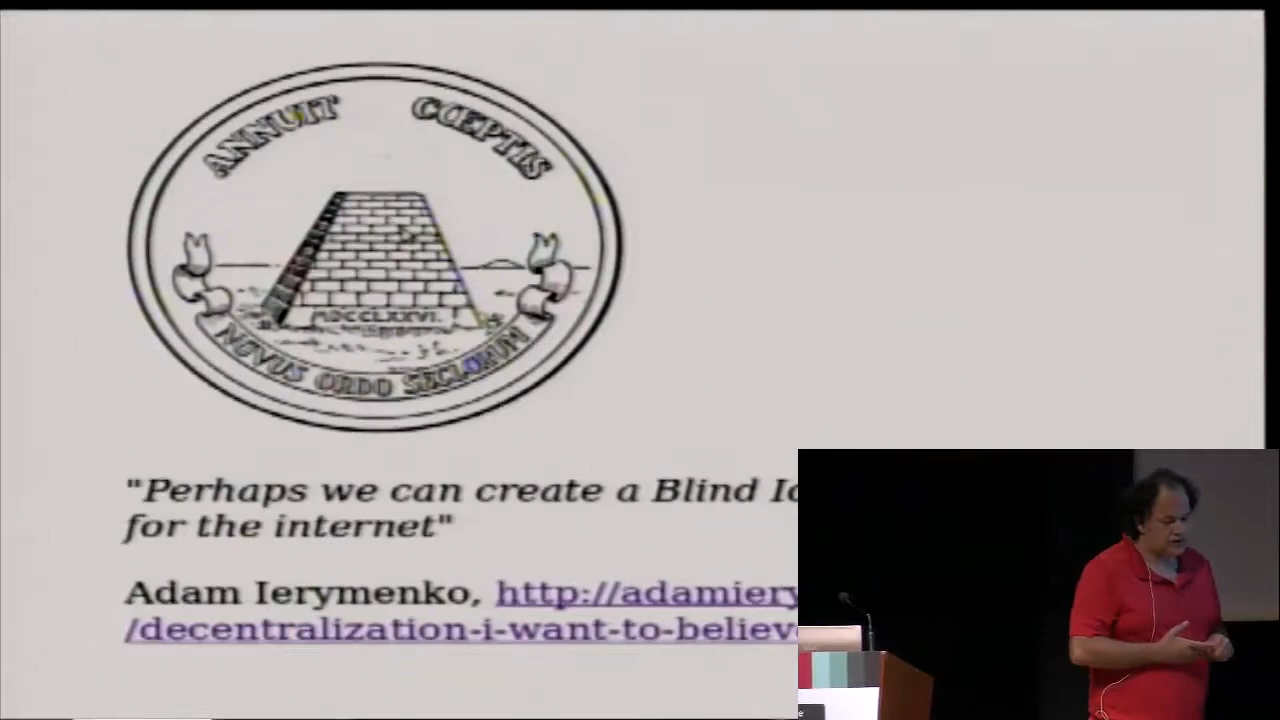 ANNUIT CŒPTIS
MDCCLXXVI.
NOVUS ORDO SECLORUM
"Perhaps we can create a Blind
for the internet"
Adam Ierymenko, http://adamiery
/decentralization-i-want-to-believ